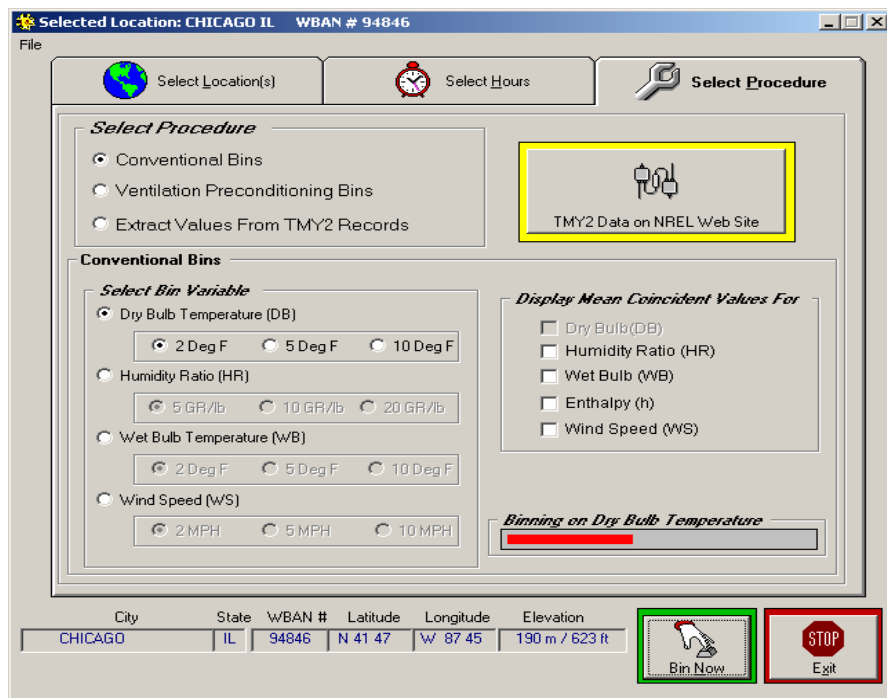 Selected Location: CHICAGO IL WBAN # 94846
File
Select Location(s)
Select Hours
Select Procedure
Select Procedure
Conventional Bins
Ventilation Preconditioning Bins
Extract Values From TMY2 Records
TMY2 Data on NREL Web Site
Conventional Bins
Select Bin Variable
Dry Bulb Temperature (DB)
2 Deg F 5 Deg F 10 Deg F
Humidity Ratio (HR)
5 GR/lb 10 GR/lb 20 GR/lb
Wet Bulb Temperature (WB)
2 Deg F 5 Deg F 10 Deg F
Wind Speed (WS)
2 MPH 5 MPH 10 MPH
Display Mean Coincident Values For
Dry Bulb(DB)
Humidity Ratio (HR)
Wet Bulb (WB)
Enthalpy (h)
Wind Speed (WS)
Binning on Dry Bulb Temperature
City State WBAN # Latitude Longitude Elevation
CHICAGO IL 94846 N 41 47 W 87 45 190 m / 623 ft
Bin Now
STOP
Exit